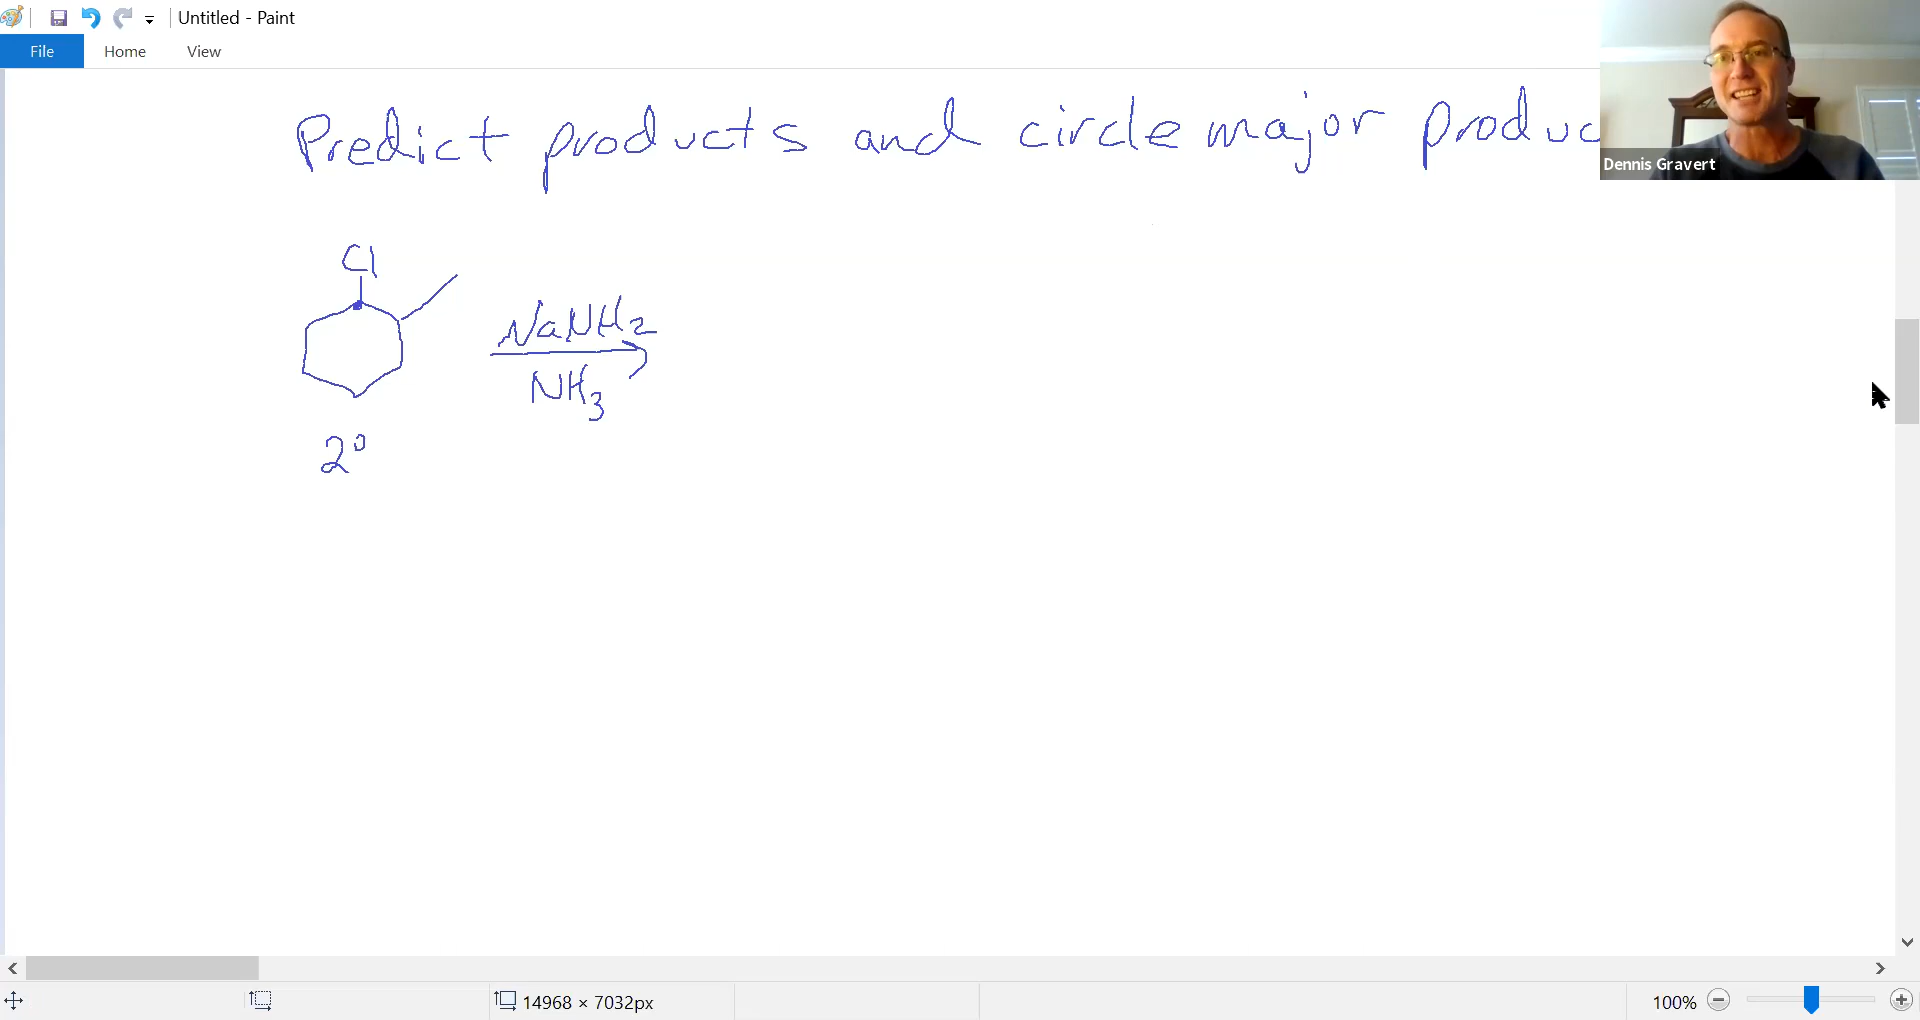 Untitled - Paint
File Home View
Predict products and circle major produc
Dennis Gravert
Cl
NaNH2
NH3
2°
14968 × 7032px
100%